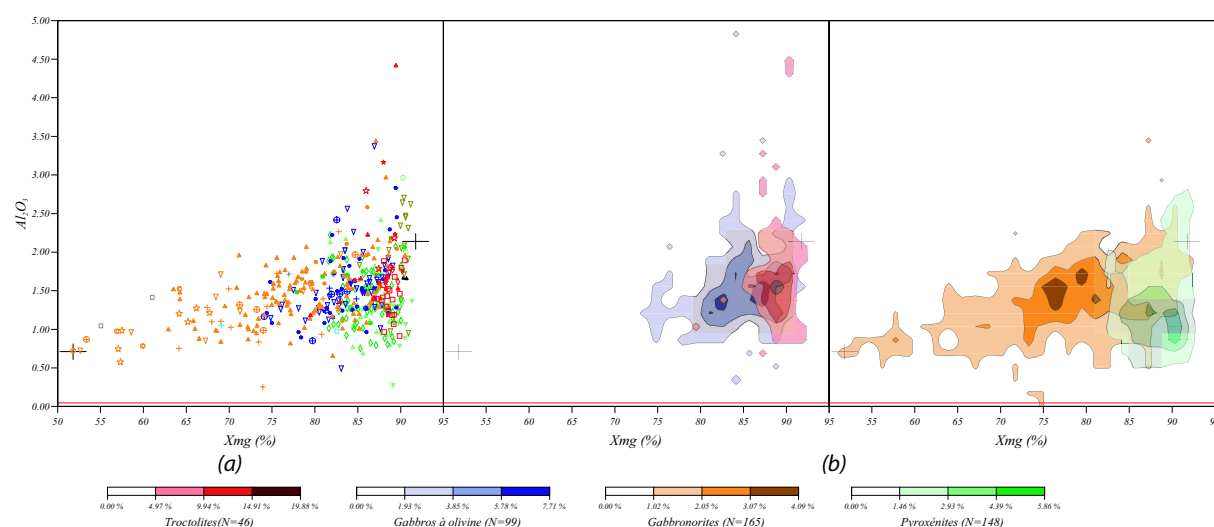 (a)
(b)
5.00
4.50
4.00
3.50
3.00
2.50
2.00
1.50
1.00
0.50
0.00
Al₂O₃
50 55 60 65 70 75 80 85 90 95 55 60 65 70 75 80 85 90 95 55 60 65 70 75 80 85 90 95
Xmg (%) Xmg (%) Xmg (%)
(a) (b)
0.00 % 4.97 % 9.94 % 14.91 % 19.88 %
Troctolites(N=46)
0.00 % 2.93 % 3.85 % 5.78 % 7.71 %
Gabbros à olivine (N=99)
0.00 % 1.02 % 2.05 % 3.07 % 4.09 %
Gabbronorites (N=165)
0.00 % 1.46 % 2.93 % 4.39 % 5.86 %
Pyroxénites (N=148)